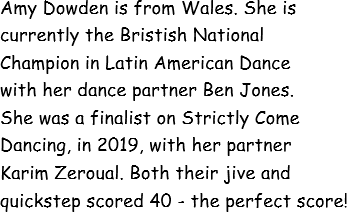 Amy Dowden is from Wales. She is
currently the Bristish National
Champion in Latin American Dance
with her dance partner Ben Jones.
She was a finalist on Strictly Come
Dancing, in 2019, with her partner
Karim Zeroual. Both their jive and
quickstep scored 40 - the perfect score!